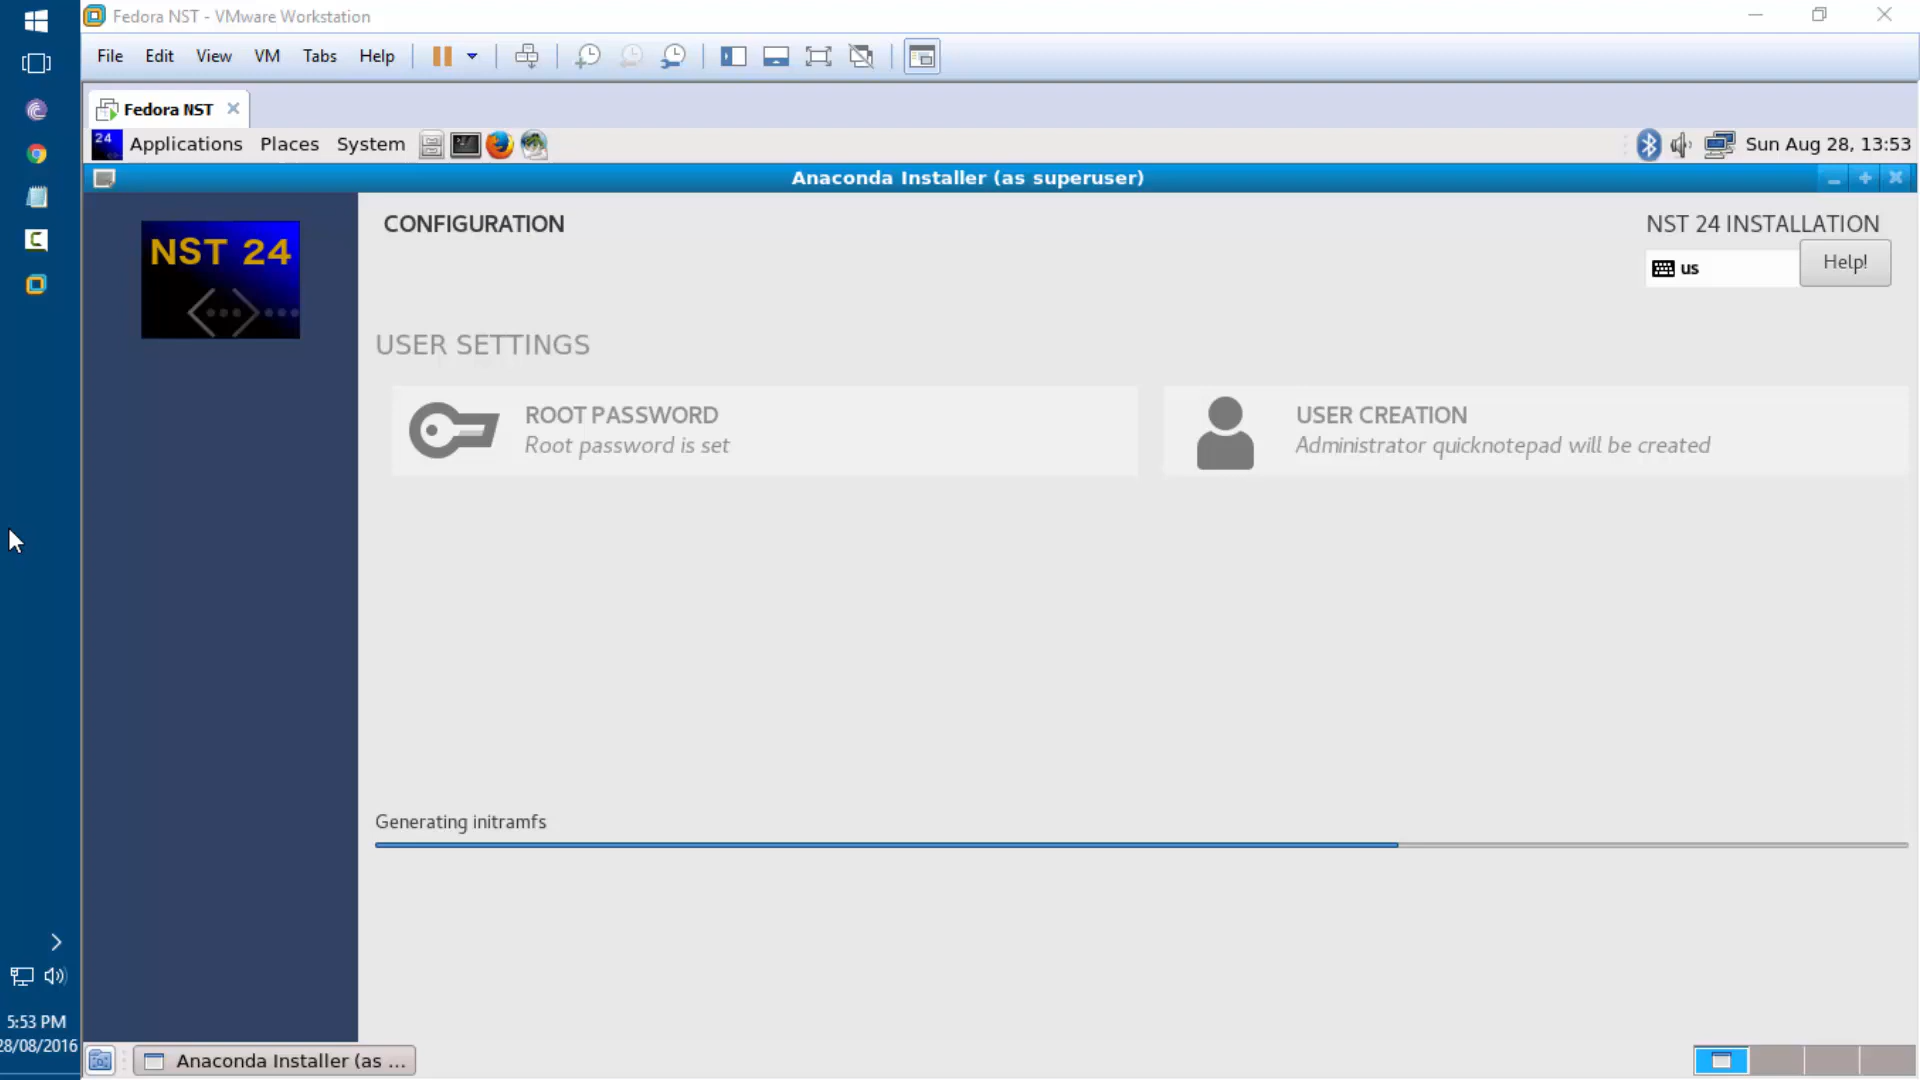 Fedora NST - VMware Workstation
File Edit View VM Tabs Help
Fedora NST
24 Applications Places System Sun Aug 28, 13:53
Anaconda Installer (as superuser)
NST 24
CONFIGURATION
NST 24 INSTALLATION
us
Help!
USER SETTINGS
ROOT PASSWORD
Root password is set
USER CREATION
Administrator quicknotepad will be created
Generating initramfs
5:53 PM
28/08/2016
Anaconda Installer (as ...